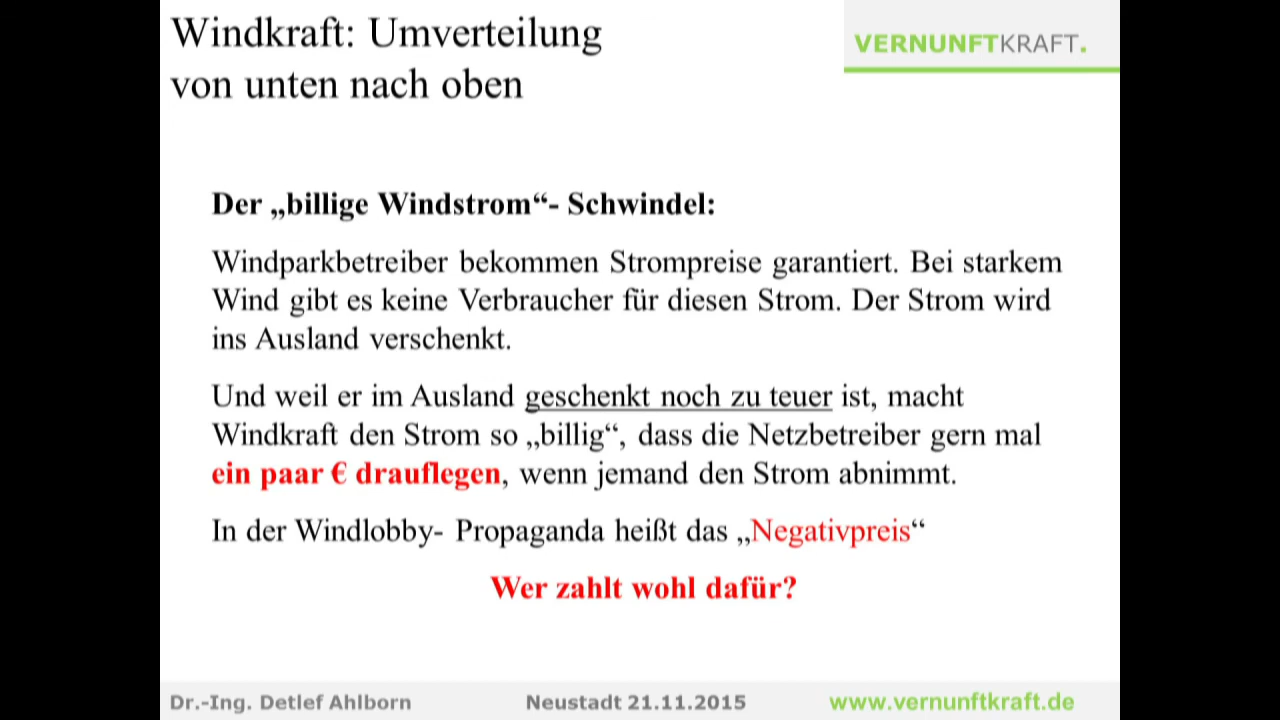 Windkraft: Umverteilung
von unten nach oben
VERNUNFTKRAFT.
Der „billige Windstrom“- Schwindel:
Windparkbetreiber bekommen Strompreise garantiert. Bei starkem
Wind gibt es keine Verbraucher für diesen Strom. Der Strom wird
ins Ausland verschenkt.
Und weil er im Ausland geschenkt noch zu teuer ist, macht
Windkraft den Strom so „billig“, dass die Netzbetreiber gern mal
ein paar € drauflegen, wenn jemand den Strom abnimmt.
In der Windlobby- Propaganda heißt das „Negativpreis“
Wer zahlt wohl dafür?
Dr.-Ing. Detlef Ahlborn Neustadt 21.11.2015 www.vernunftkraft.de